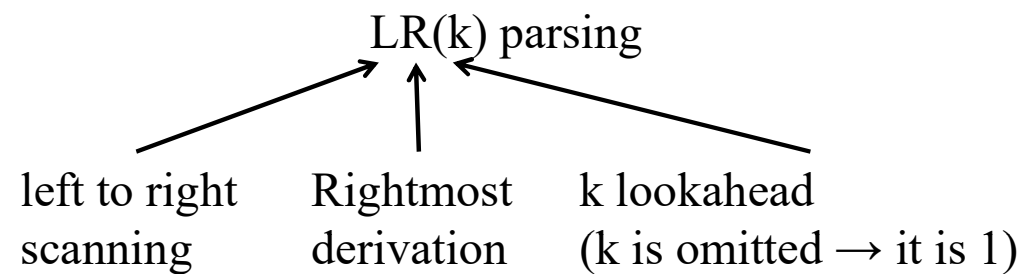 LR(k) parsing
left to right
scanning
Rightmost
derivation
k lookahead
(k is omitted → it is 1)